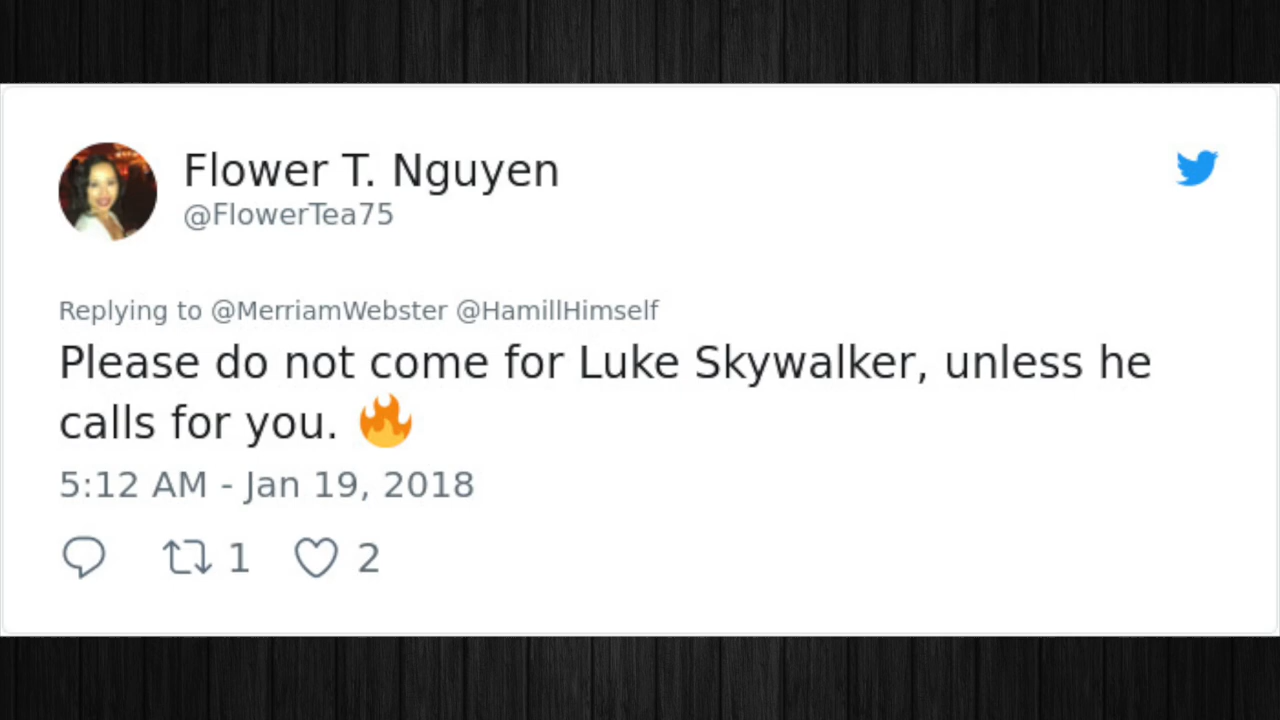 Flower T. Nguyen
@FlowerTea75
Replying to @MerriamWebster @HamillHimself
Please do not come for Luke Skywalker, unless he
calls for you. 🔥
5:12 AM - Jan 19, 2018
1 2